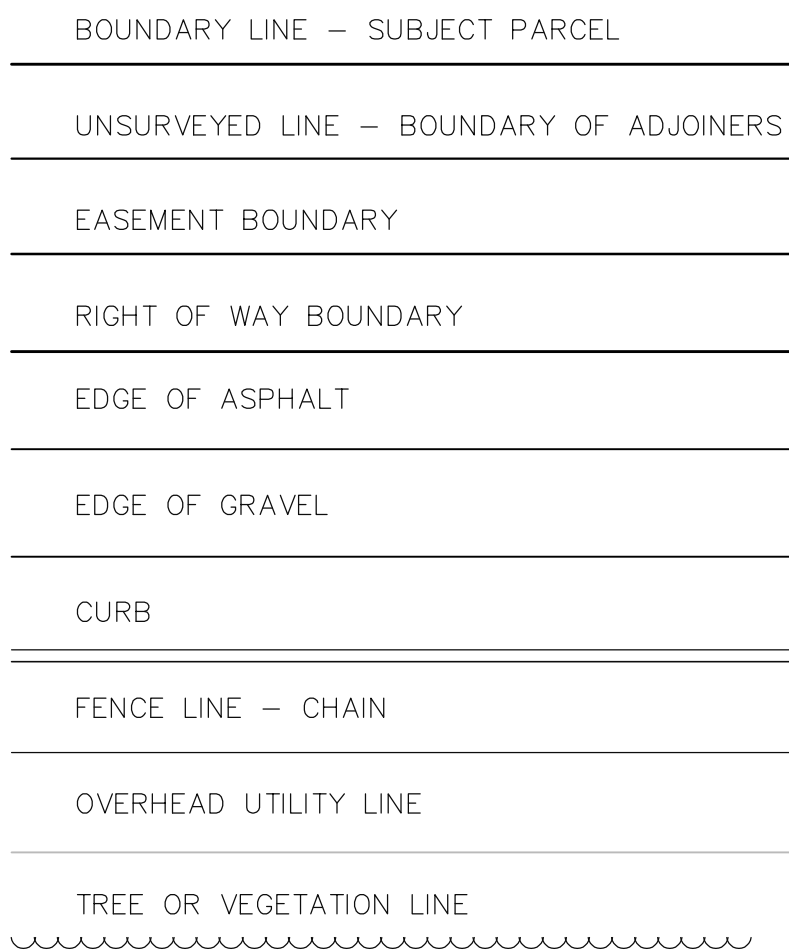 BOUNDARY LINE – SUBJECT PARCEL
UNSURVEYED LINE – BOUNDARY OF ADJOINERS
EASEMENT BOUNDARY
RIGHT OF WAY BOUNDARY
EDGE OF ASPHALT
EDGE OF GRAVEL
CURB
FENCE LINE – CHAIN
OVERHEAD UTILITY LINE
TREE OR VEGETATION LINE